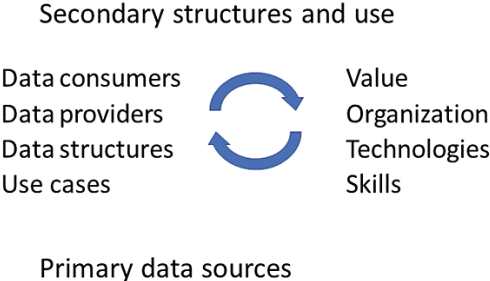 Secondary structures and use
Data consumers
Data providers
Data structures
Use cases
Value
Organization
Technologies
Skills
Primary data sources